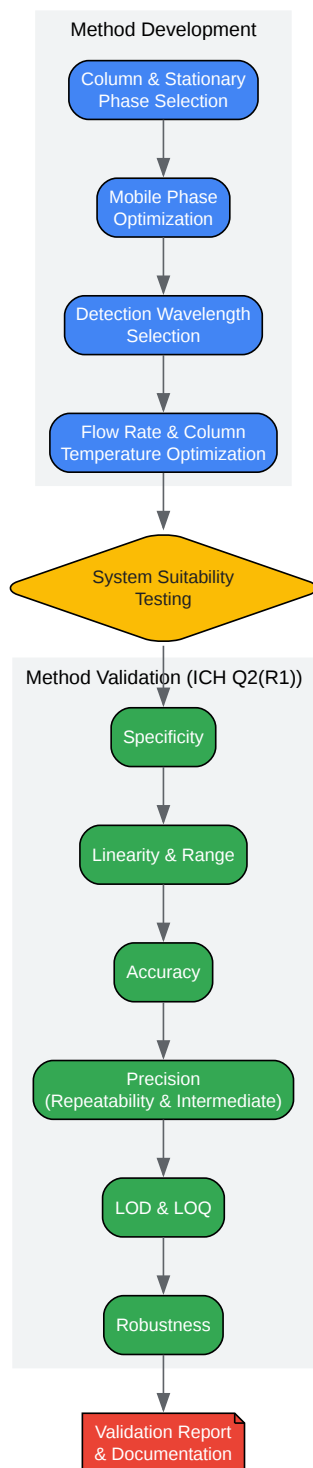 Method Development
Column & Stationary
Phase Selection
Mobile Phase
Optimization
Detection Wavelength
Selection
Flow Rate & Column
Temperature Optimization
System Suitability
Testing
Method Validation (ICH Q2(R1))
Specificity
Linearity & Range
Accuracy
Precision
(Repeatability & Intermediate)
LOD & LOQ
Robustness
Validation Report
& Documentation